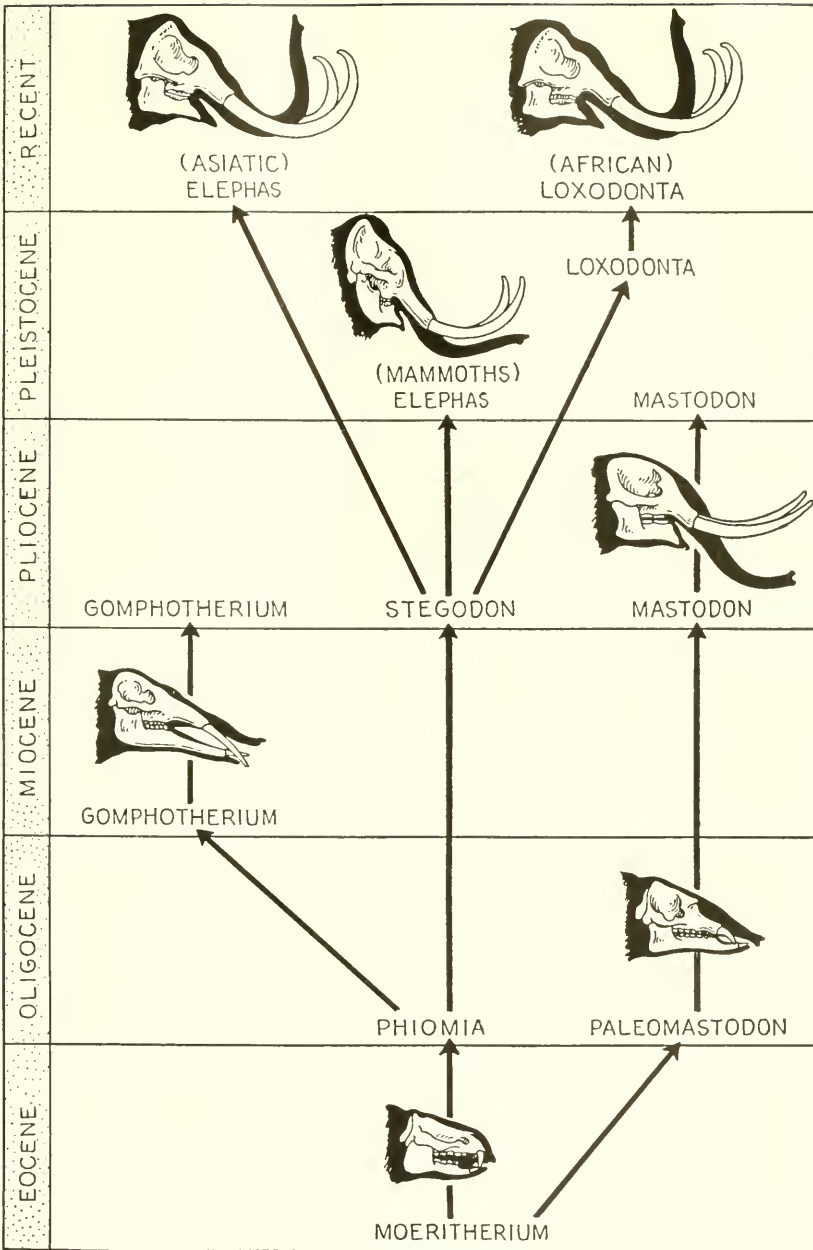 RECENT
(ASIATIC)
ELEPHAS
(AFRICAN)
LOXODONTA
PLEISTOCENE
LOXODONTA
(MAMMOTHS)
ELEPHAS
MASTODON
PLIOCENE
GOMPHOTHERIUM
STEGODON
MASTODON
MIOCENE
GOMPHOTHERIUM
OLIGOCENE
PHIOMIA
PALEOMASTODON
EOCENE
MOERITHERIUM